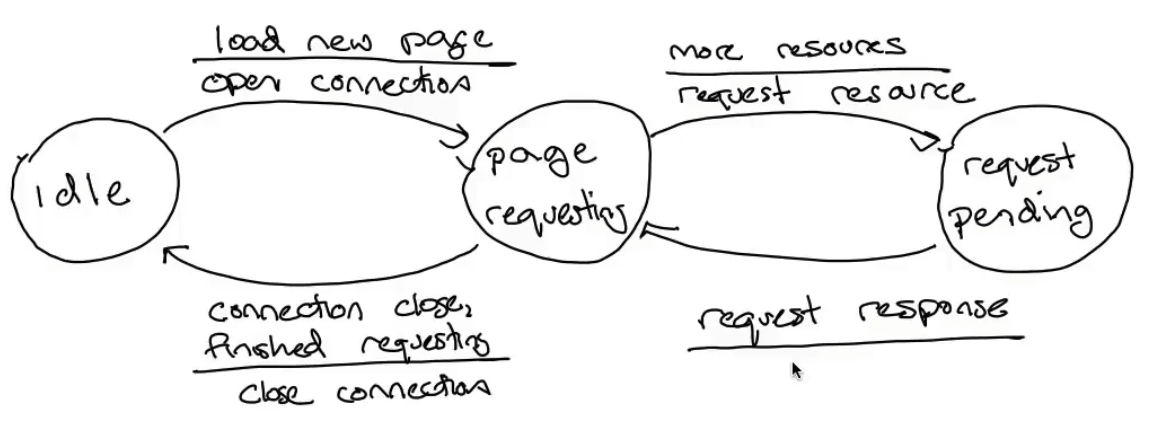 load new page
open connection
more resources
request resource
idle
page
requesting
request
pending
connection close,
finished requesting
close connection
request response